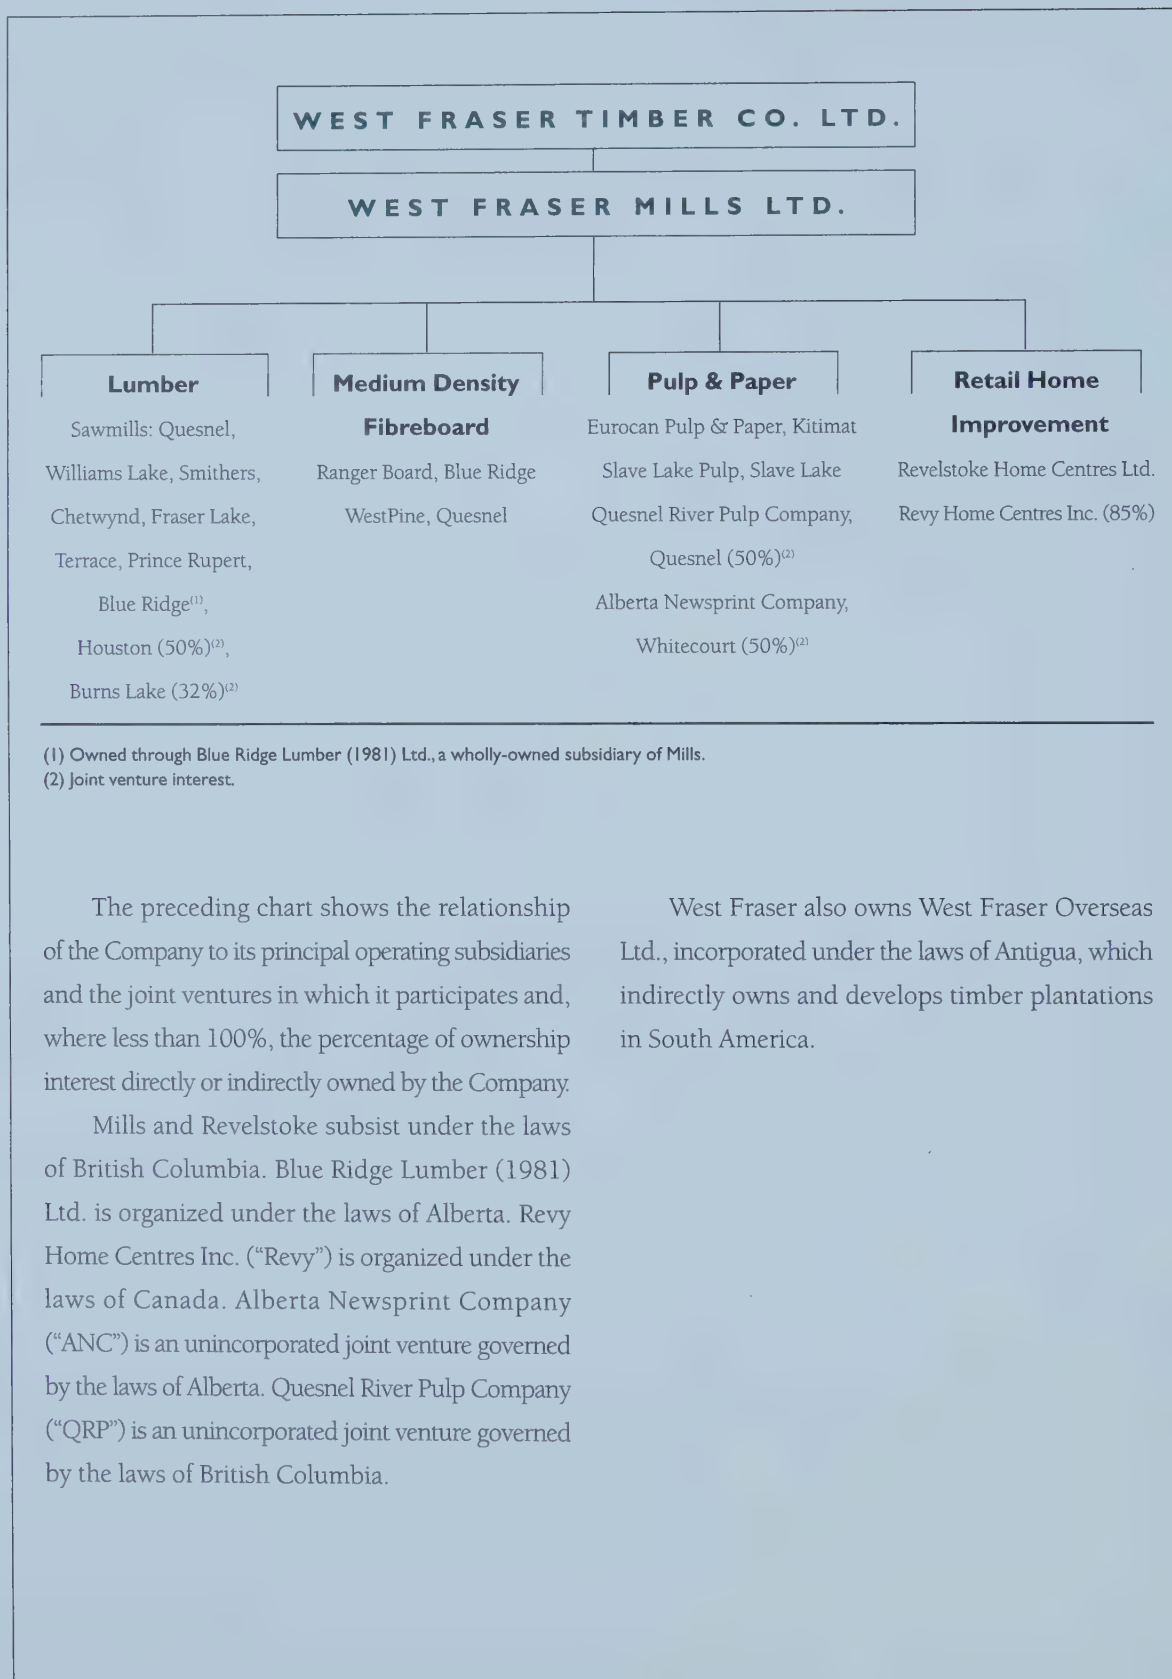 WEST FRASER TIMBER CO. LTD.
WEST FRASER MILLS LTD.
Lumber
Sawmills: Quesnel,
Williams Lake, Smithers,
Chetwynd, Fraser Lake,
Terrace, Prince Rupert,
Blue Ridge(1),
Houston (50%)(2),
Burns Lake (32%)(2)
Medium Density
Fibreboard
Ranger Board, Blue Ridge
WestPine, Quesnel
Pulp & Paper
Eurocan Pulp & Paper, Kitimat
Slave Lake Pulp, Slave Lake
Quesnel River Pulp Company,
Quesnel (50%)(2)
Alberta Newsprint Company,
Whitecourt (50%)(2)
Retail Home
Improvement
Revelstoke Home Centres Ltd.
Revy Home Centres Inc. (85%)
(1) Owned through Blue Ridge Lumber (1981) Ltd., a wholly-owned subsidiary of Mills.
(2) Joint venture interest.
The preceding chart shows the relationship
of the Company to its principal operating subsidiaries
and the joint ventures in which it participates and,
where less than 100%, the percentage of ownership
interest directly or indirectly owned by the Company.
Mills and Revelstoke subsist under the laws
of British Columbia. Blue Ridge Lumber (1981)
Ltd. is organized under the laws of Alberta. Revy
Home Centres Inc. (“Revy”) is organized under the
laws of Canada. Alberta Newsprint Company
(“ANC”) is an unincorporated joint venture governed
by the laws of Alberta. Quesnel River Pulp Company
(“QRP”) is an unincorporated joint venture governed
by the laws of British Columbia.
West Fraser also owns West Fraser Overseas
Ltd., incorporated under the laws of Antigua, which
indirectly owns and develops timber plantations
in South America.